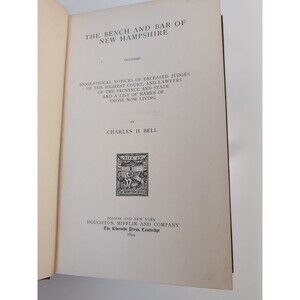 THE BENCH AND BAR OF
NEW HAMPSHIRE
INCLUDING
BIOGRAPHICAL NOTICES OF DECEASED JUDGES
OF THE HIGHEST COURT, AND LAWYERS
OF THE PROVINCE AND STATE
AND A LIST OF NAMES OF
THOSE NOW LIVING
BY
CHARLES H. BELL
BOSTON AND NEW YORK
HOUGHTON, MIFFLIN AND COMPANY
The Riverside Press, Cambridge